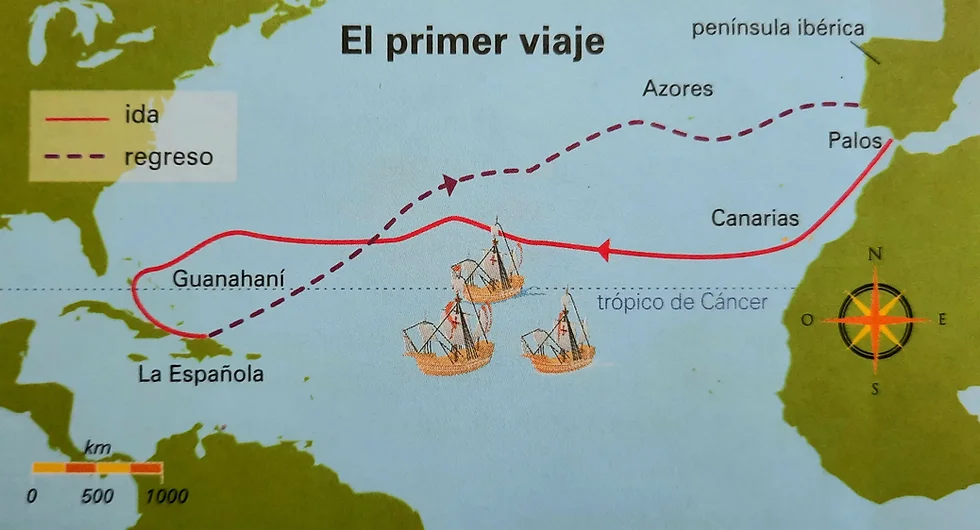 El primer viaje
península ibérica
ida
regreso
Azores
Palos
Canarias
Guanahaní
trópico de Cáncer
La Española
N
O
E
S
km
0 500 1000